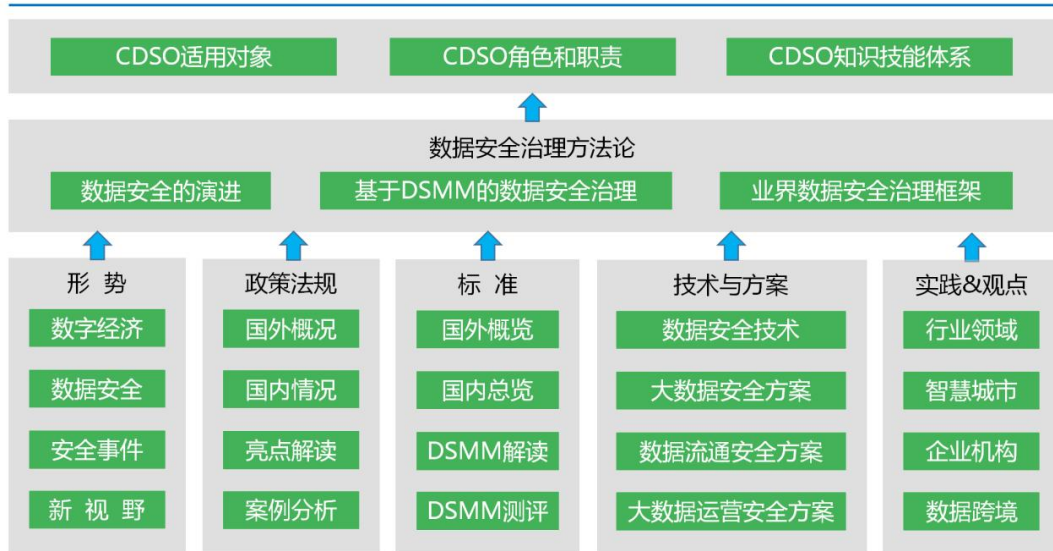 CDSO适用对象
CDSO角色和职责
CDSO知识技能体系
数据安全治理方法论
数据安全的演进
基于DSMM的数据安全治理
业界数据安全治理框架
形 势
数字经济
数据安全
安全事件
新 视 野
政策法规
国外概况
国内情况
亮点解读
案例分析
标 准
国外概览
国内总览
DSMM解读
DSMM测评
技术与方案
数据安全技术
大数据安全方案
数据流通安全方案
大数据运营安全方案
实践&观点
行业领域
智慧城市
企业机构
数据跨境